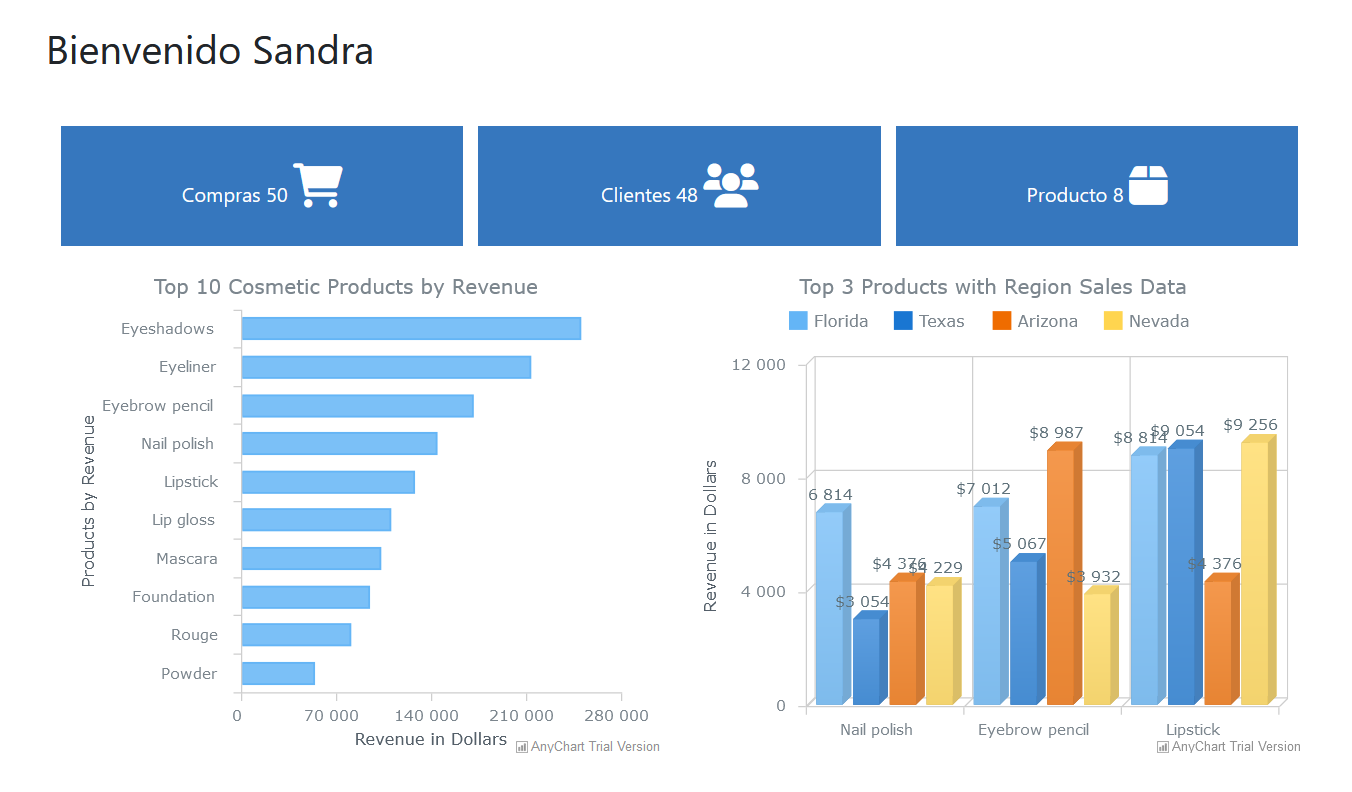 Bienvenido Sandra
Compras 50
Clientes 48
Producto 8
Top 10 Cosmetic Products by Revenue
Products by Revenue
Eyeshadows
Eyeliner
Eyebrow pencil
Nail polish
Lipstick
Lip gloss
Mascara
Foundation
Rouge
Powder
0 70 000 140 000 210 000 280 000
Revenue in Dollars
AnyChart Trial Version
Top 3 Products with Region Sales Data
Florida Texas Arizona Nevada
Revenue in Dollars
12 000
8 000
4 000
0
6 814
$3 054
$4 376
$4 229
$7 012
$5 067
$8 987
$3 932
$8 814
$9 054
$4 376
$9 256
Nail polish Eyebrow pencil Lipstick
AnyChart Trial Version